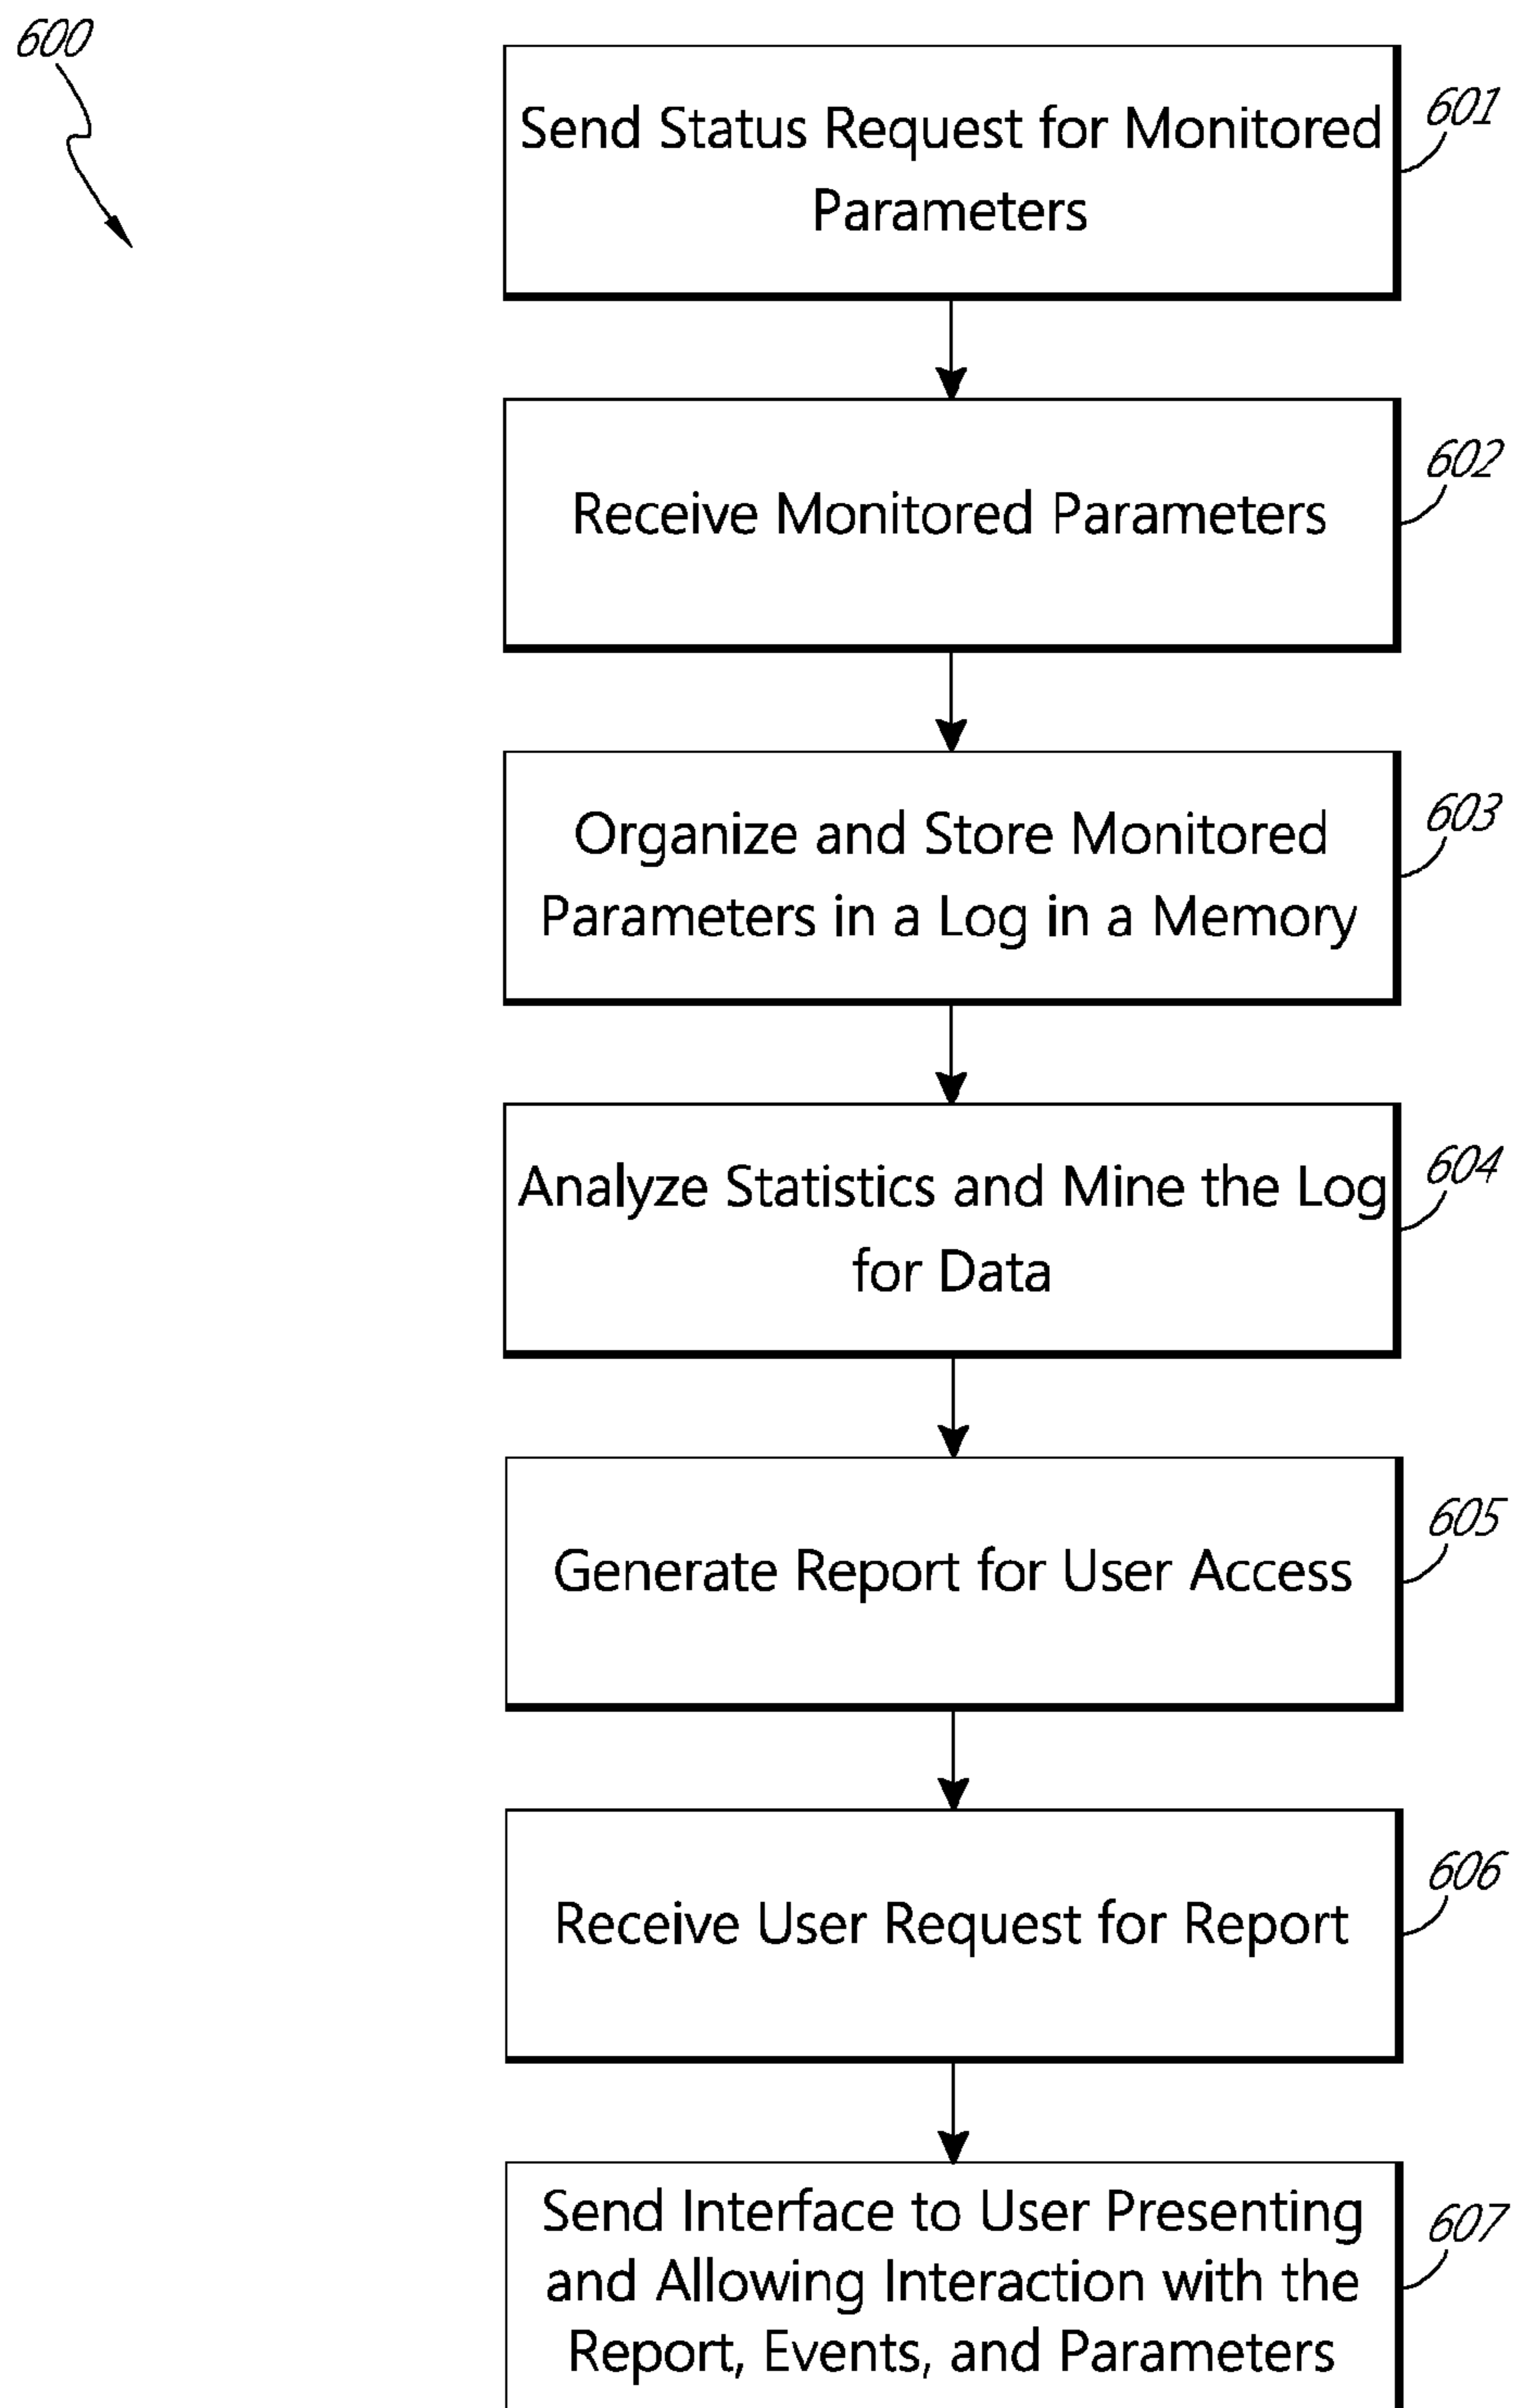 600
Send Status Request for Monitored
Parameters
601
Receive Monitored Parameters
602
Organize and Store Monitored
Parameters in a Log in a Memory
603
Analyze Statistics and Mine the Log
for Data
604
Generate Report for User Access
605
Receive User Request for Report
606
Send Interface to User Presenting
and Allowing Interaction with the
Report, Events, and Parameters
607